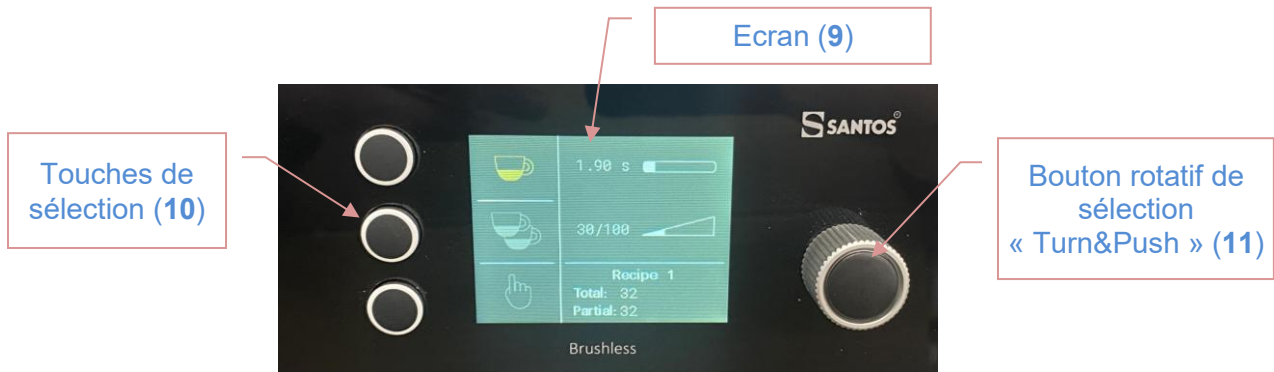 Ecran (9)
SANTOS®
Touches de
sélection (10)
1.90 s
30/100
Recipe 1
Total: 32
Partial: 32
Brushless
Bouton rotatif de
sélection
« Turn&Push » (11)